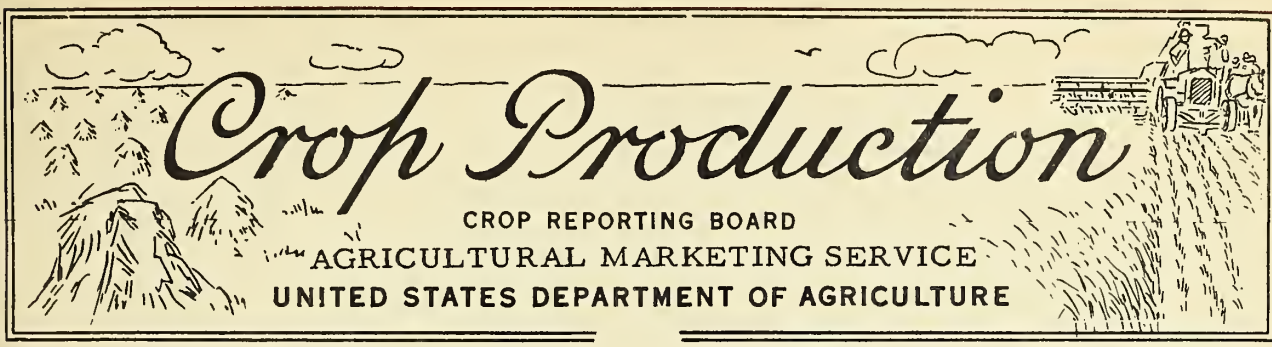 Crop Production
CROP REPORTING BOARD
AGRICULTURAL MARKETING SERVICE
UNITED STATES DEPARTMENT OF AGRICULTURE